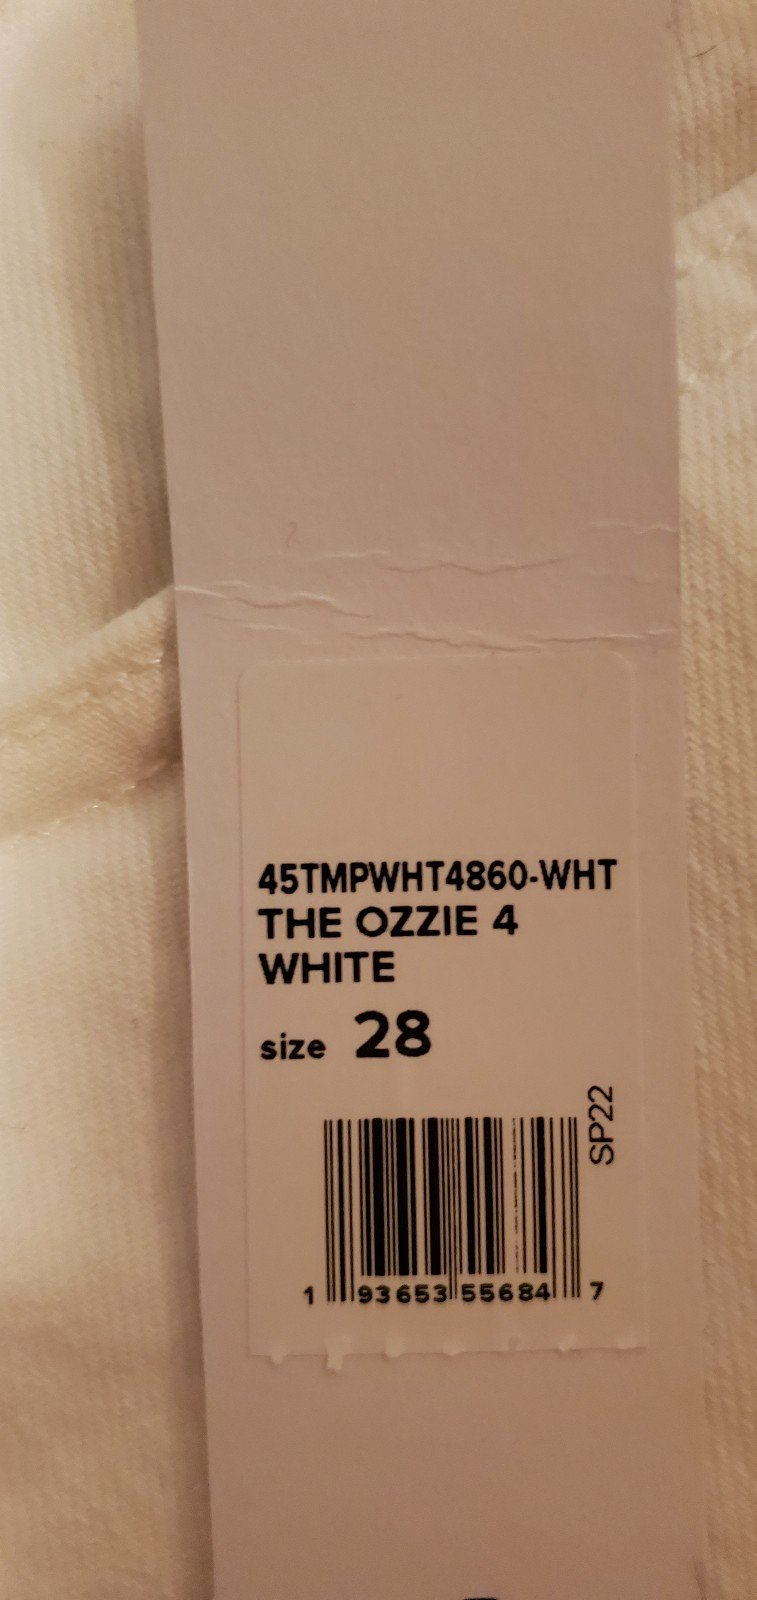 45TMPWHT4860-WHT
THE OZZIE 4
WHITE
size 28
SP22
1 93653 55684 7